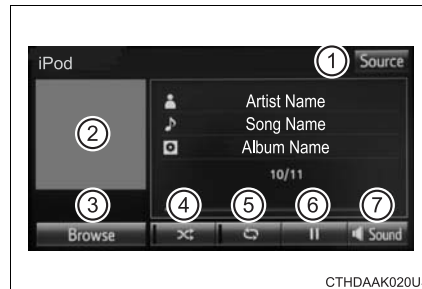 iPod
1
Source
2
Artist Name
Song Name
Album Name
10/11
3
4
5
6
7
Browse
Sound
CTHDAAK020U